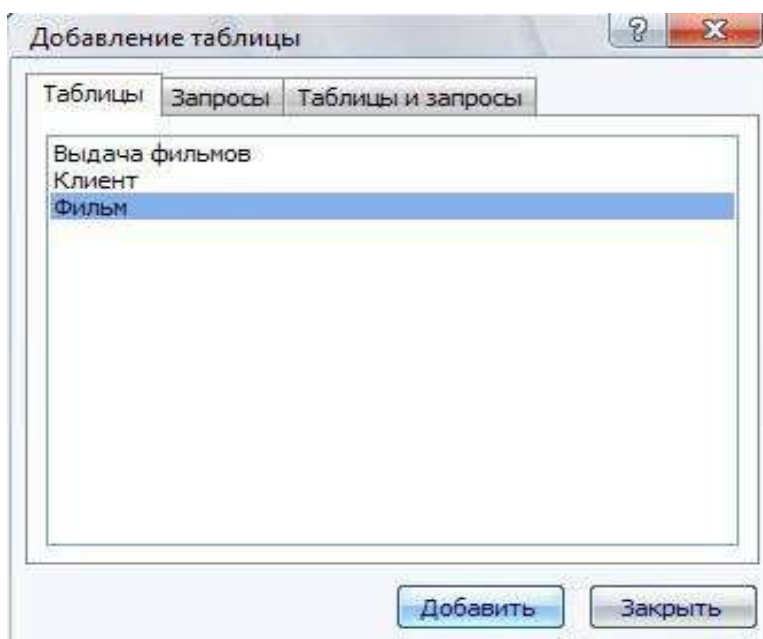 Добавление таблицы
Таблицы Запросы Таблицы и запросы
Выдача фильмов
Клиент
Фильм
Добавить Закрыть